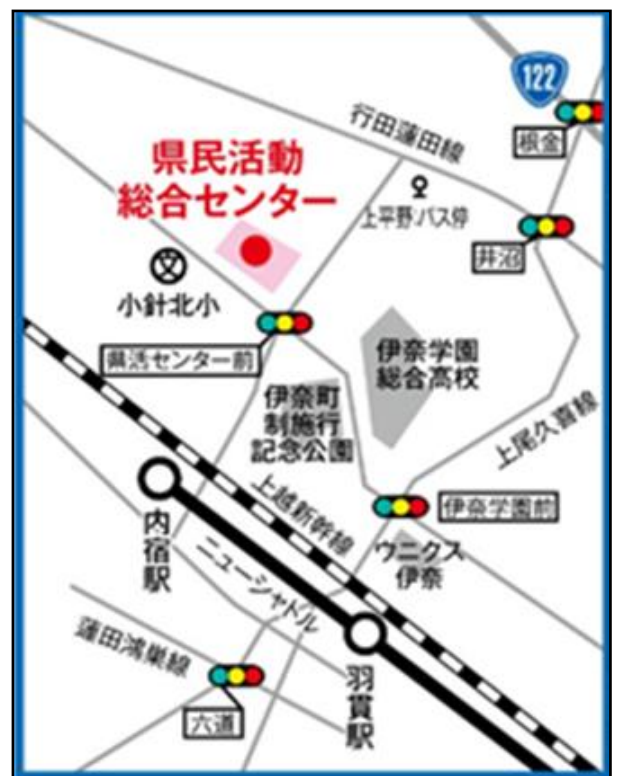 122
行田蓮田線
根金
県民活動
総合センター
上平野バス停
井沼
小針北小
県活センター前
伊奈学園
総合高校
伊奈町
制施行
記念公園
上尾久喜線
上越新幹線
伊奈学園前
内宿駅
ニューシャトル
ウニクス
伊奈
蓮田鴻巣線
羽貫駅
六道